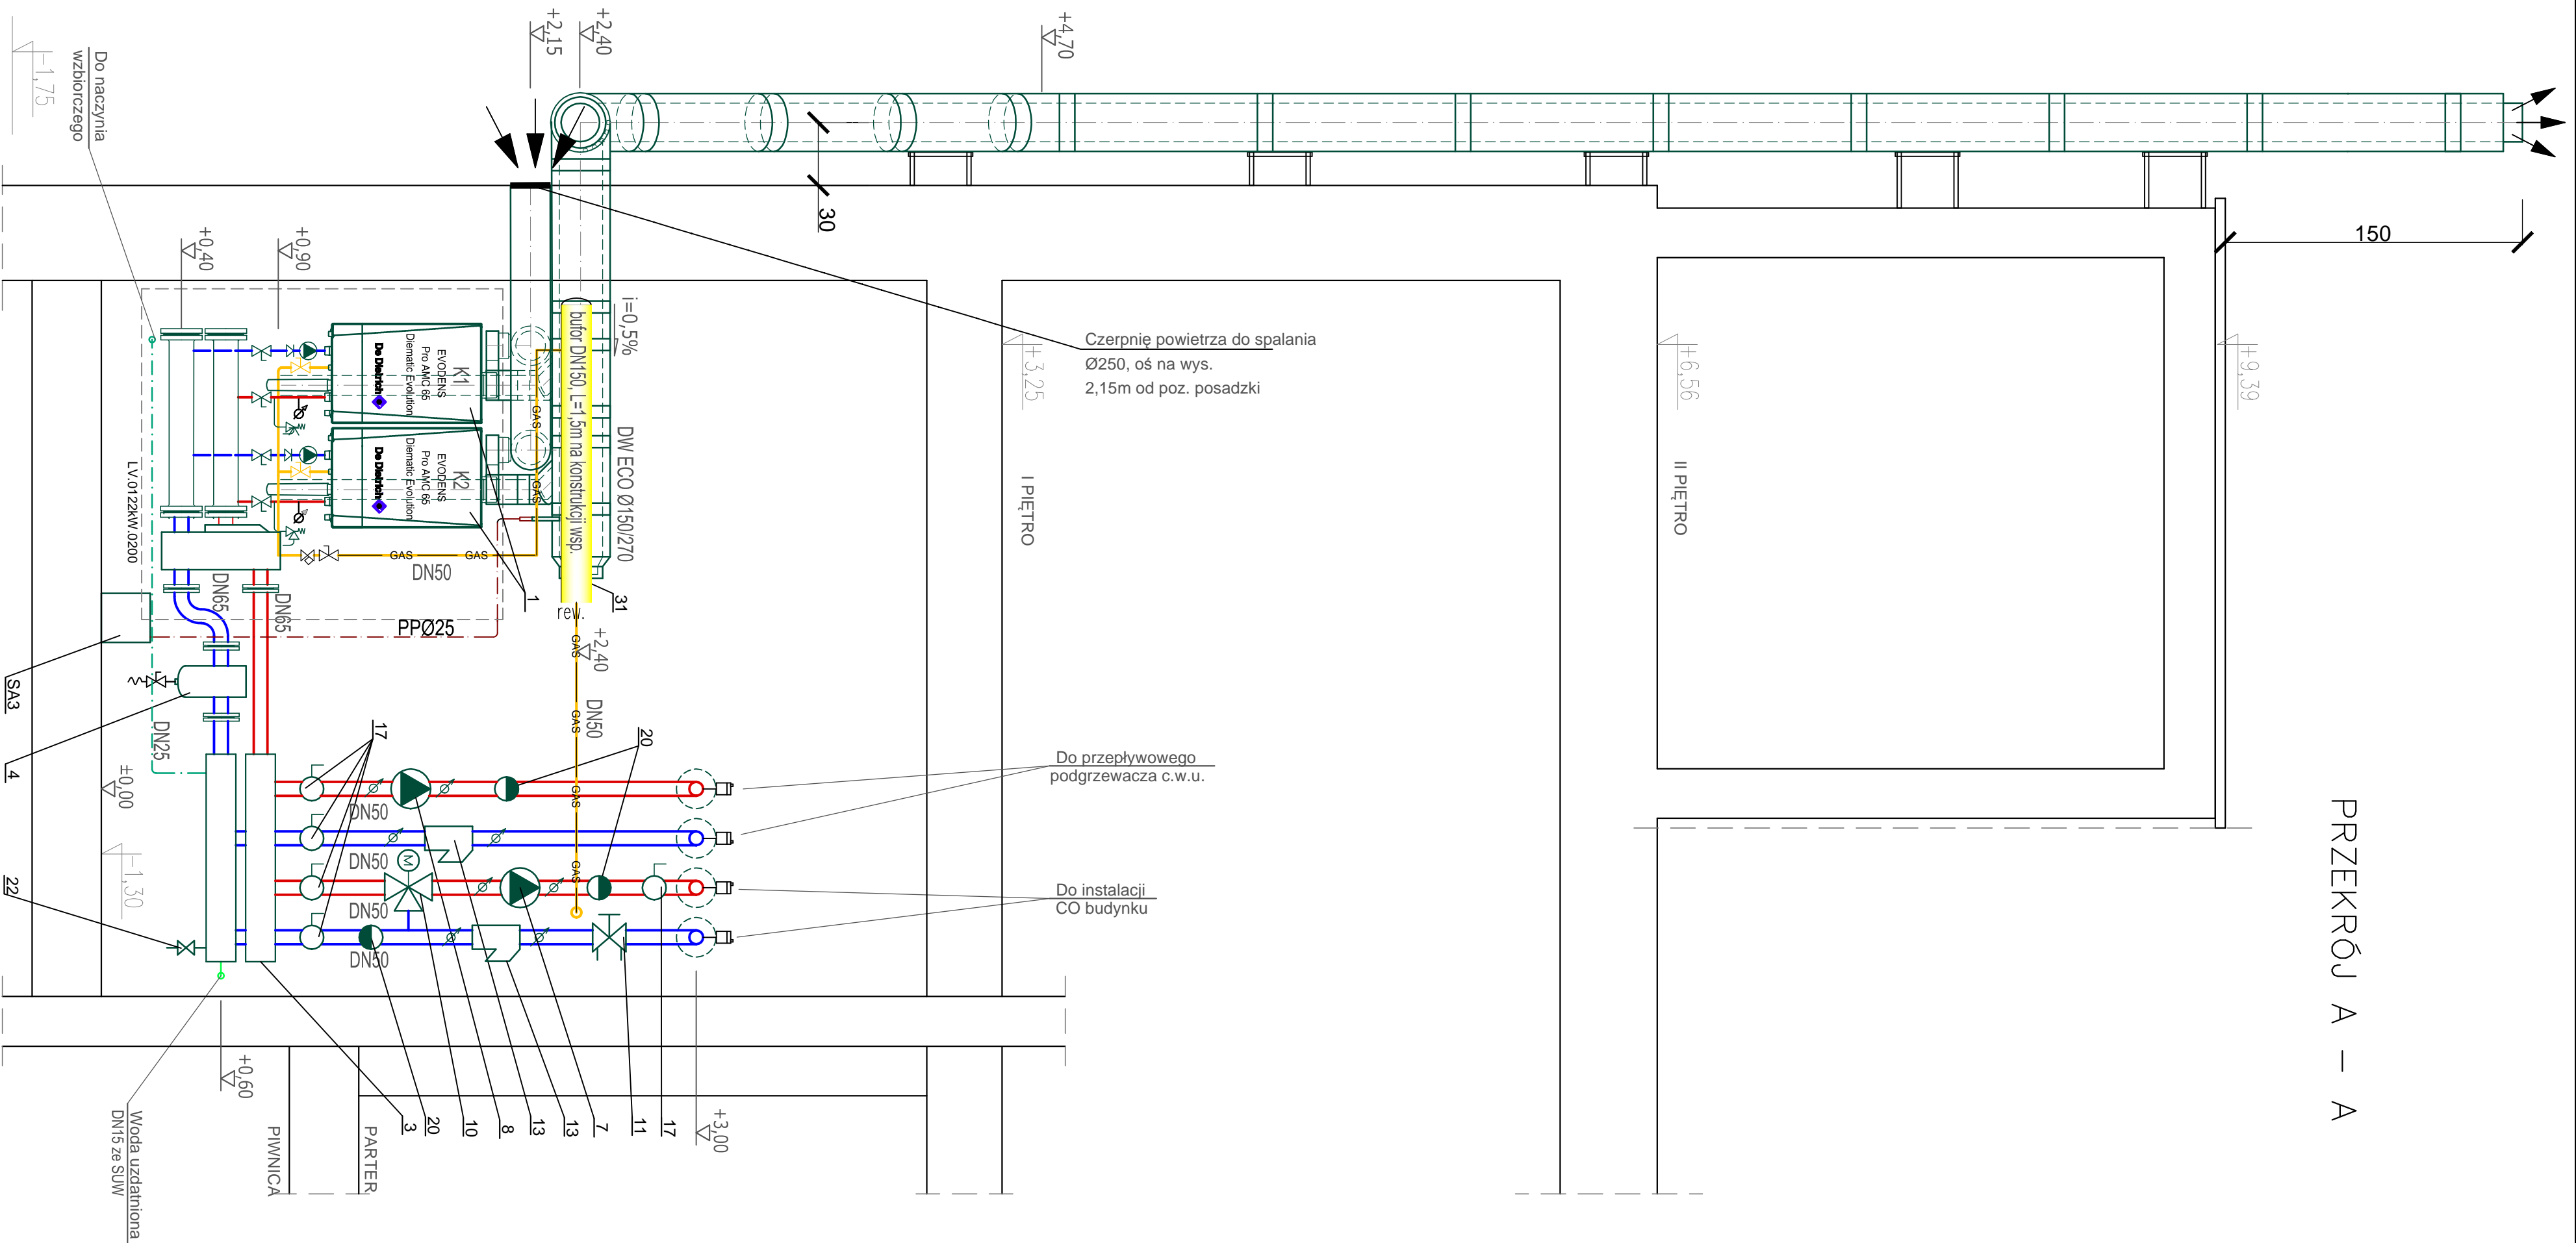 PRZEKRÓJ A - A
150
+9,39
+6,56
II PIĘTRO
+4,70
+3,25
I PIĘTRO
30
Czerpnię powietrza do spalania
Ø250, oś na wys.
2,15m od poz. posadzki
+2,40
+2,15
i=0,5%
DW ECO Ø150/270
bufor DN150, L=1,5m na konstrukcji wsp.
31
rew.
+2,40
DN50
GAS
GAS
GAS
GAS
GAS
GAS
GAS
GAS
DN50
1
K1
EVODENS
Pro AMC 65
Diematic Evolution
De Dietrich
K2
EVODENS
Pro AMC 65
Diematic Evolution
De Dietrich
+0,90
+0,40
LV.0122kW.0200
DN65
DN65
PPØ25
Do naczynia
wzbiorczego
-1,75
SA3
4
22
DN25
±0,00
-1,30
17
20
DN50
DN50
DN50
DN50
M
Do przepływowego
podgrzewacza c.w.u.
Do instalacji
CO budynku
+3,00
17
11
7
13
13
8
10
20
3
+0,60
PARTER
PIWNICA
Woda uzdatniona
DN15 ze SUW